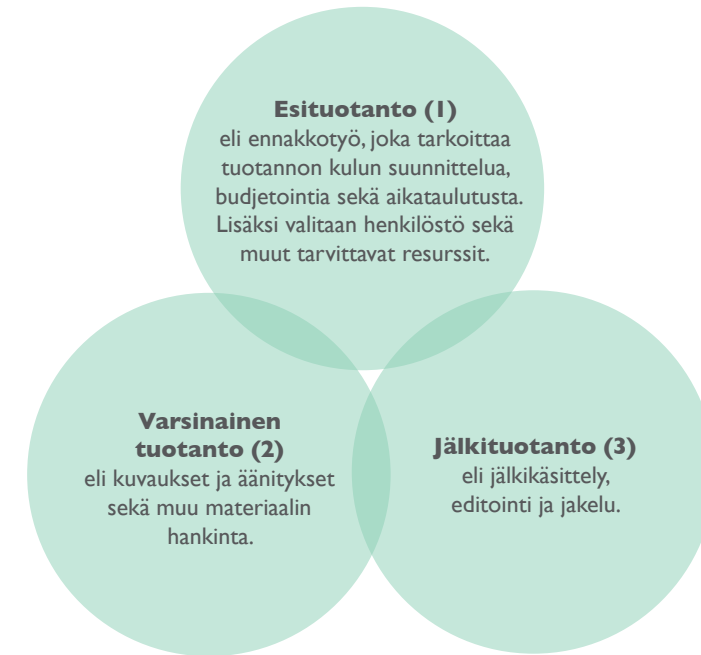 Esituotanto (1)
eli ennakkotyö, joka tarkoittaa
tuotannon kulun suunnittelua,
budjetointia sekä aikataulutusta.
Lisäksi valitaan henkilöstö sekä
muut tarvittavat resurssit.
Varsinainen
tuotanto (2)
eli kuvaukset ja äänitykset
sekä muu materiaalin
hankinta.
Jälkituotanto (3)
eli jälkikäsittely,
editointi ja jakelu.